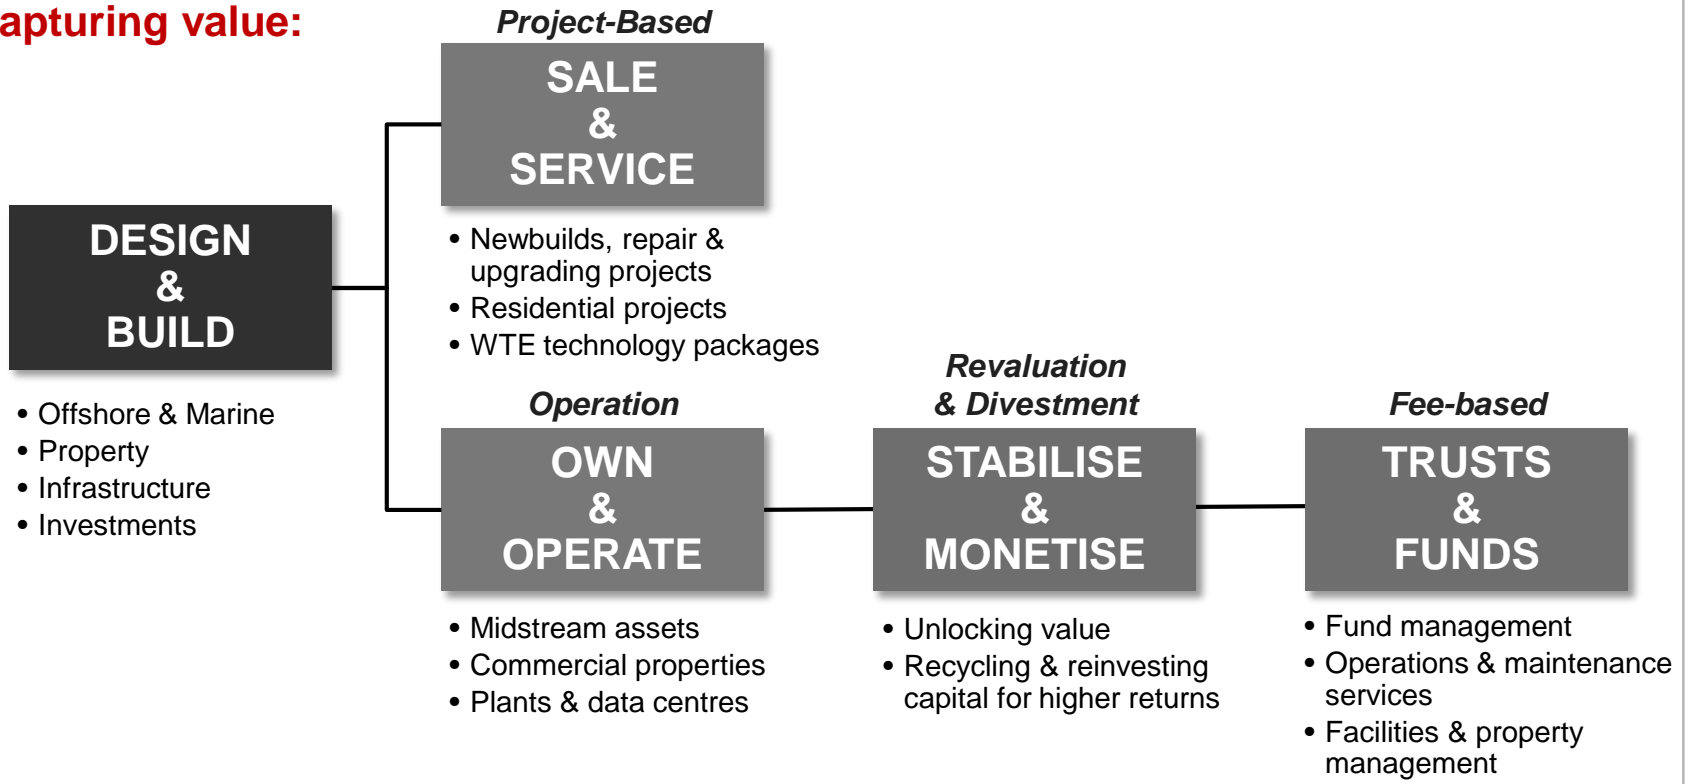 apturing value:
Project-Based
SALE
&
SERVICE
• Newbuilds, repair &
upgrading projects
• Residential projects
• WTE technology packages
DESIGN
&
BUILD
• Offshore & Marine
• Property
• Infrastructure
• Investments
Operation
OWN
&
OPERATE
• Midstream assets
• Commercial properties
• Plants & data centres
Revaluation
& Divestment
STABILISE
&
MONETISE
• Unlocking value
• Recycling & reinvesting
capital for higher returns
Fee-based
TRUSTS
&
FUNDS
• Fund management
• Operations & maintenance
services
• Facilities & property
management